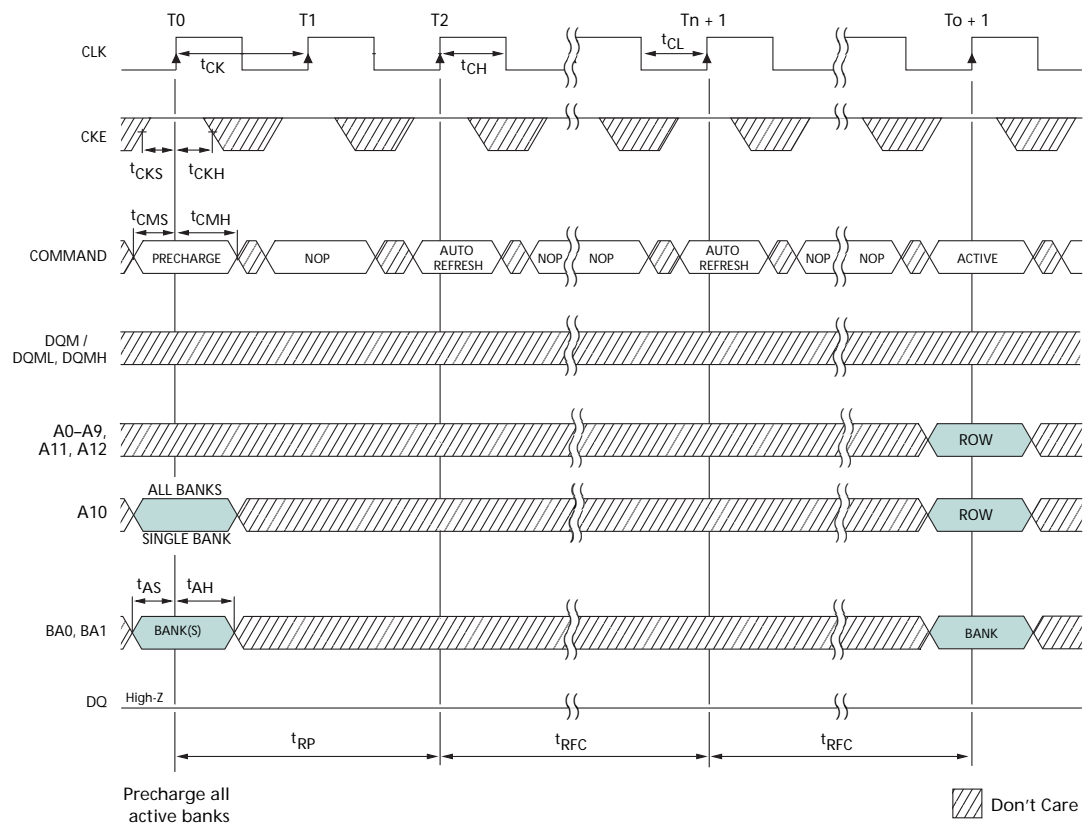 T0 T1 T2 Tn + 1 To + 1
CLK
tCK tCH tCL
CKE
tCKS tCKH
tCMS tCMH
COMMAND PRECHARGE NOP AUTO REFRESH NOP NOP AUTO REFRESH NOP NOP ACTIVE
DQM /
DQML, DQMH
A0–A9,
A11, A12 ROW
ALL BANKS
A10 ROW
SINGLE BANK
tAS tAH
BA0, BA1 BANK(S) BANK
DQ High-Z
tRP tRFC tRFC
Precharge all
active banks
Don't Care